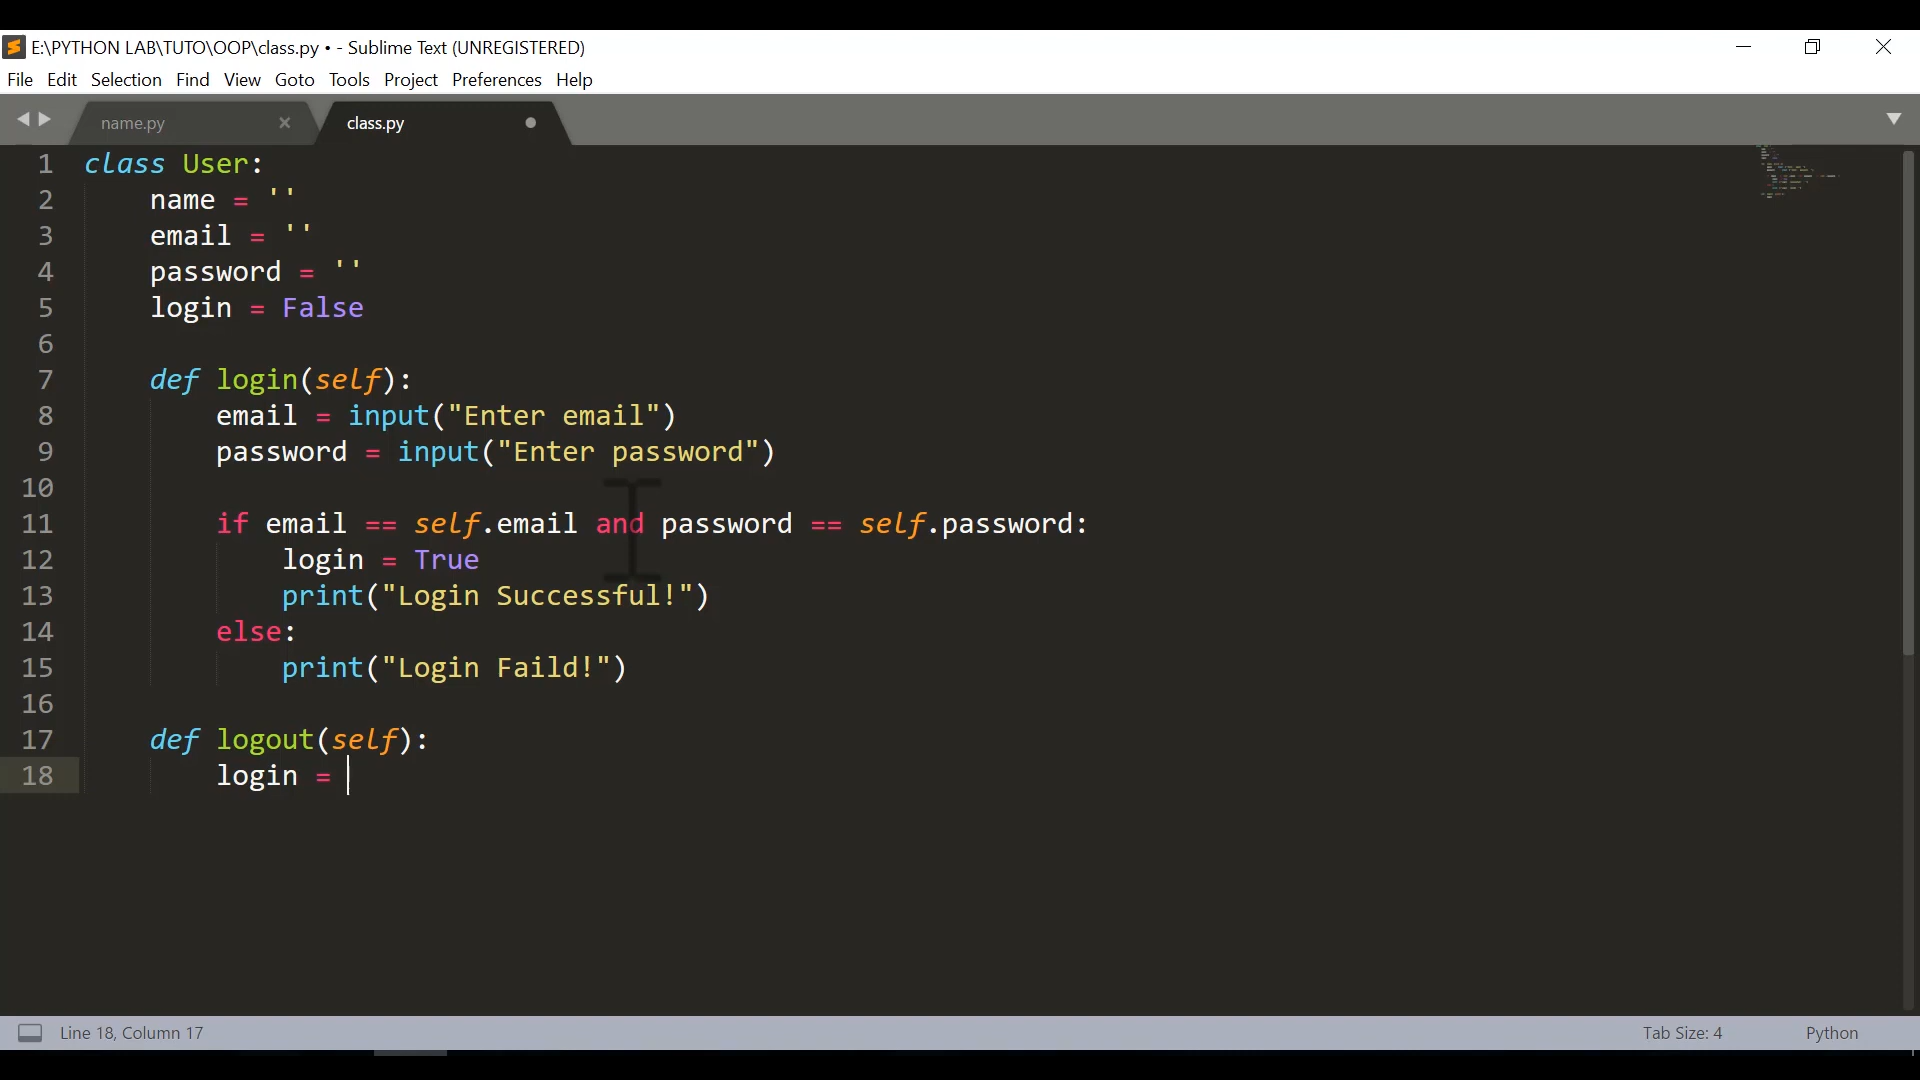 E:\PYTHON LAB\TUTO\OOP\class.py • - Sublime Text (UNREGISTERED)
File Edit Selection Find View Goto Tools Project Preferences Help
name.py × class.py
1 class User:
2     name = ''
3     email = ''
4     password = ''
5     login = False
6
7     def login(self):
8         email = input("Enter email")
9         password = input("Enter password")
10
11         if email == self.email and password == self.password:
12             login = True
13             print("Login Successful!")
14         else:
15             print("Login Faild!")
16
17     def logout(self):
18         login =
Line 18, Column 17 Tab Size: 4 Python